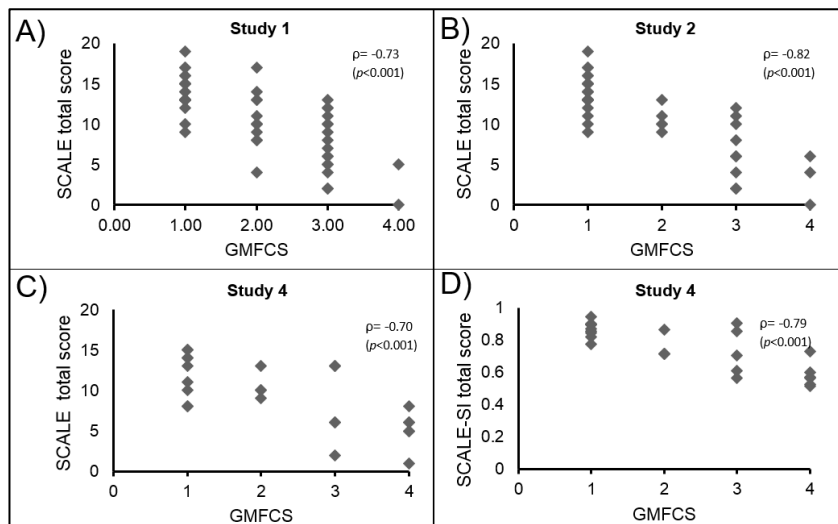 A)
Study 1
ρ= -0.73
(p<0.001)
SCALE total score
20
15
10
5
0
0.00 1.00 2.00 3.00 4.00
GMFCS
B)
Study 2
ρ= -0.82
(p<0.001)
SCALE total score
20
15
10
5
0
0 1 2 3 4
GMFCS
C)
Study 4
ρ= -0.70
(p<0.001)
SCALE total score
20
15
10
5
0
0 1 2 3 4
GMFCS
D)
Study 4
ρ= -0.79
(p<0.001)
SCALE-SI total score
1
0.8
0.6
0.4
0.2
0
0 1 2 3 4
GMFCS